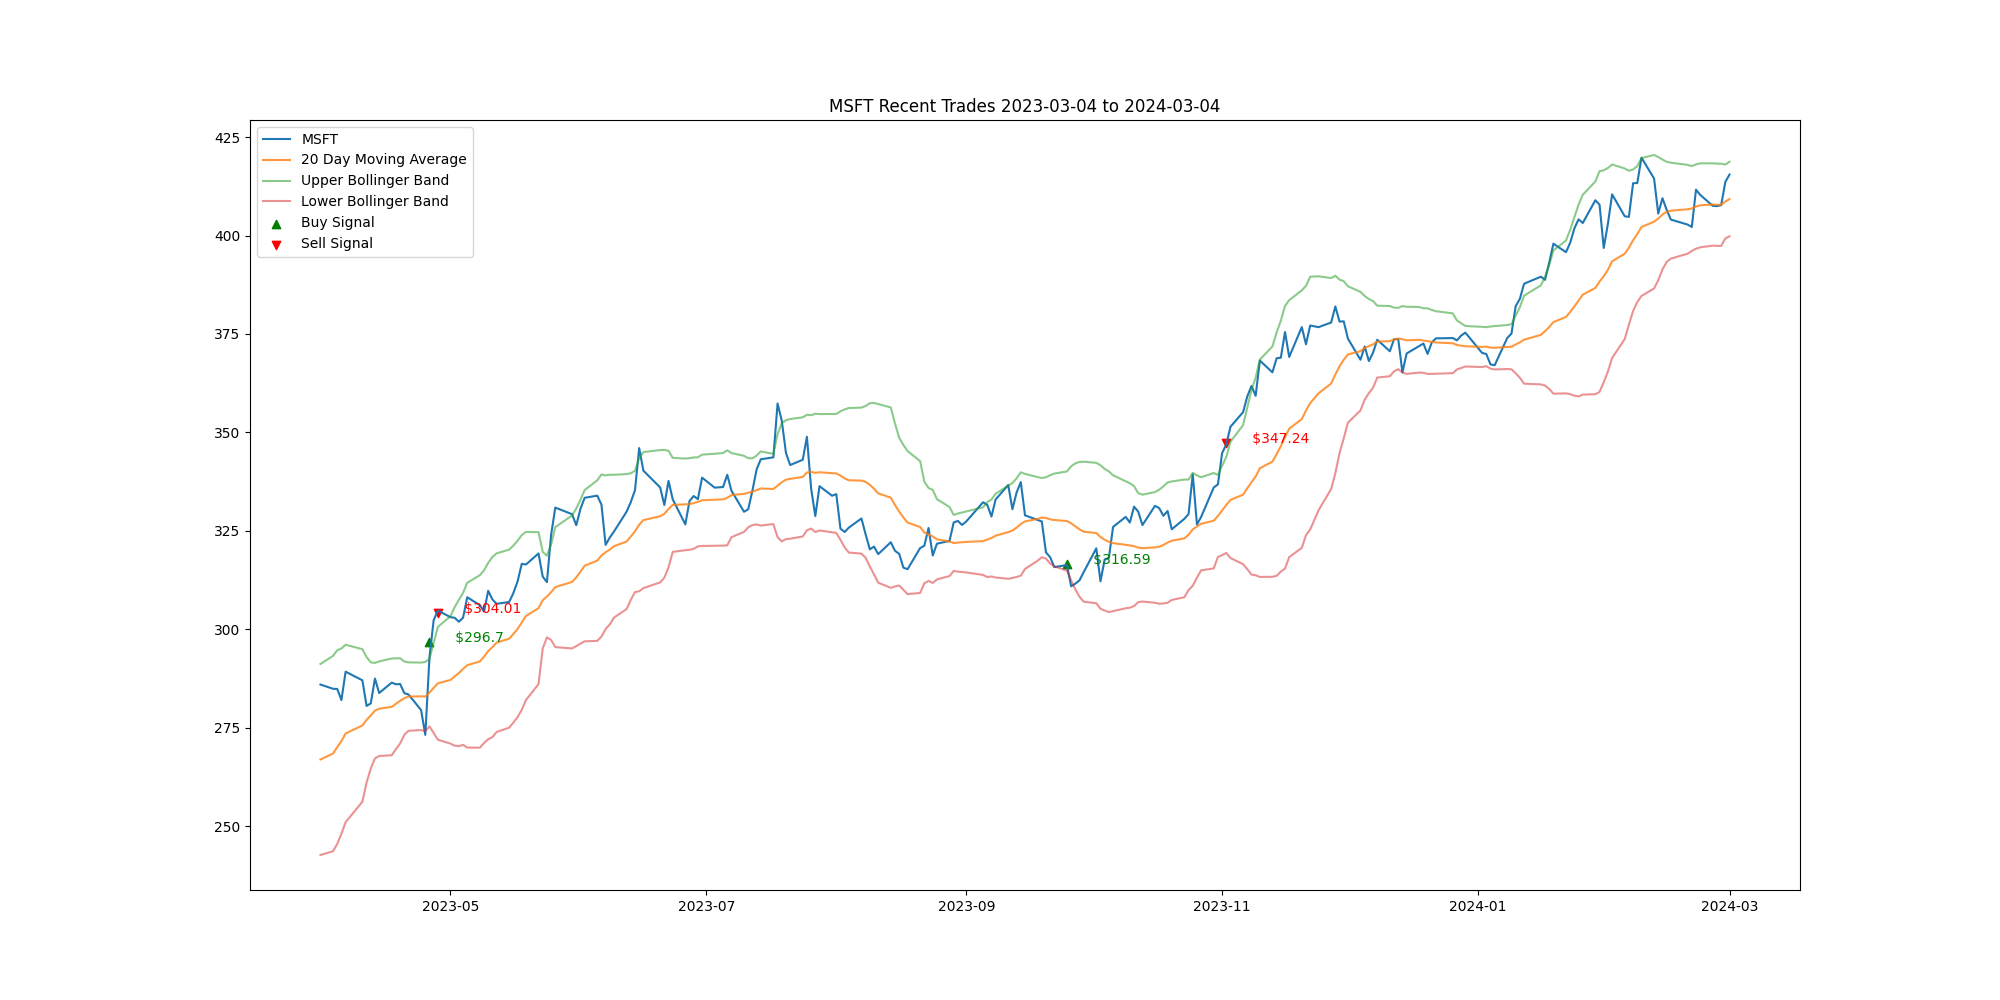 MSFT Recent Trades 2023-03-04 to 2024-03-04
MSFT
20 Day Moving Average
Upper Bollinger Band
Lower Bollinger Band
Buy Signal
Sell Signal
425
400
375
350
325
300
275
250
$347.24
$316.59
$304.01
$296.7
2023-05
2023-07
2023-09
2023-11
2024-01
2024-03